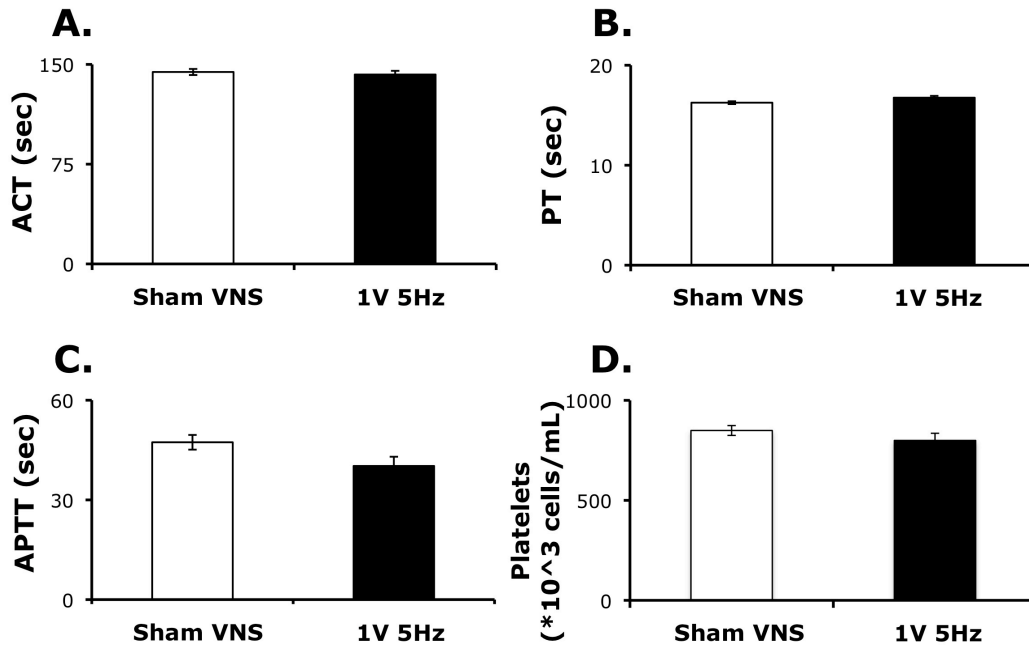 A.
150
75
0
ACT (sec)
Sham VNS
1V 5Hz
B.
20
10
0
PT (sec)
Sham VNS
1V 5Hz
C.
60
30
0
APTT (sec)
Sham VNS
1V 5Hz
D.
1000
500
0
Platelets
(*10^3 cells/mL)
Sham VNS
1V 5Hz